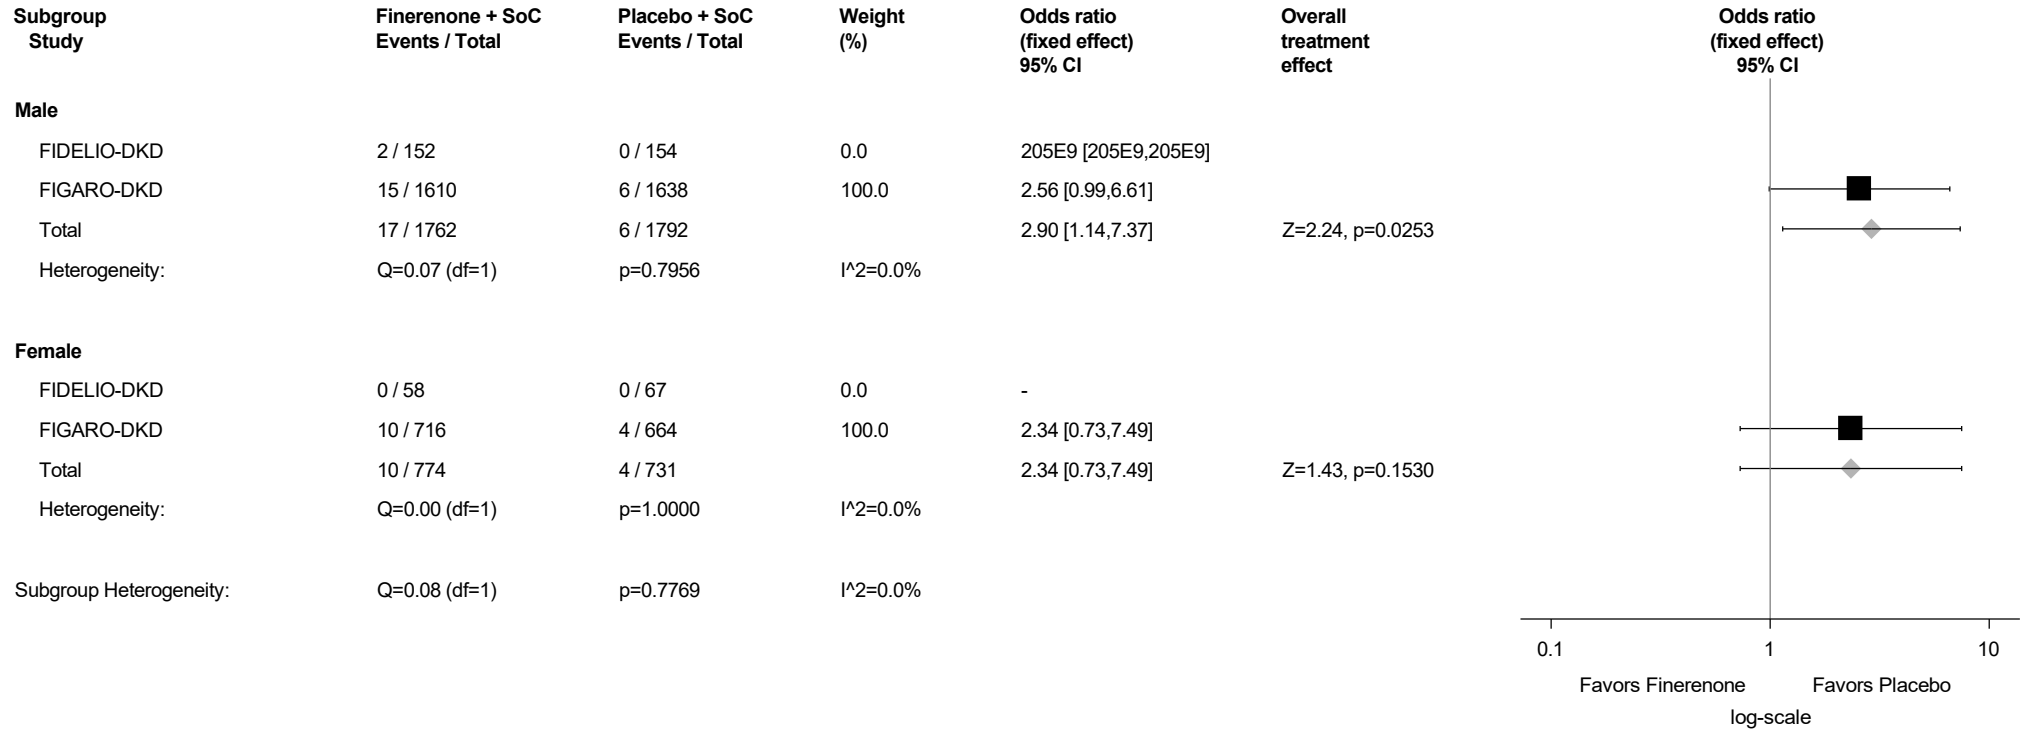 Subgroup Finerenone + SoC Placebo + SoC Weight Odds ratio Overall Odds ratio
Study Events / Total Events / Total (%) (fixed effect) treatment (fixed effect)
95% CI effect 95% CI
Male
FIDELIO-DKD 2 / 152 0 / 154 0.0 205E9 [205E9,205E9]
FIGARO-DKD 15 / 1610 6 / 1638 100.0 2.56 [0.99,6.61]
Total 17 / 1762 6 / 1792 2.90 [1.14,7.37] Z=2.24, p=0.0253
Heterogeneity: Q=0.07 (df=1) p=0.7956 I^2=0.0%
Female
FIDELIO-DKD 0 / 58 0 / 67 0.0 -
FIGARO-DKD 10 / 716 4 / 664 100.0 2.34 [0.73,7.49]
Total 10 / 774 4 / 731 2.34 [0.73,7.49] Z=1.43, p=0.1530
Heterogeneity: Q=0.00 (df=1) p=1.0000 I^2=0.0%
Subgroup Heterogeneity: Q=0.08 (df=1) p=0.7769 I^2=0.0%
0.1 1 10
Favors Finerenone Favors Placebo
log-scale